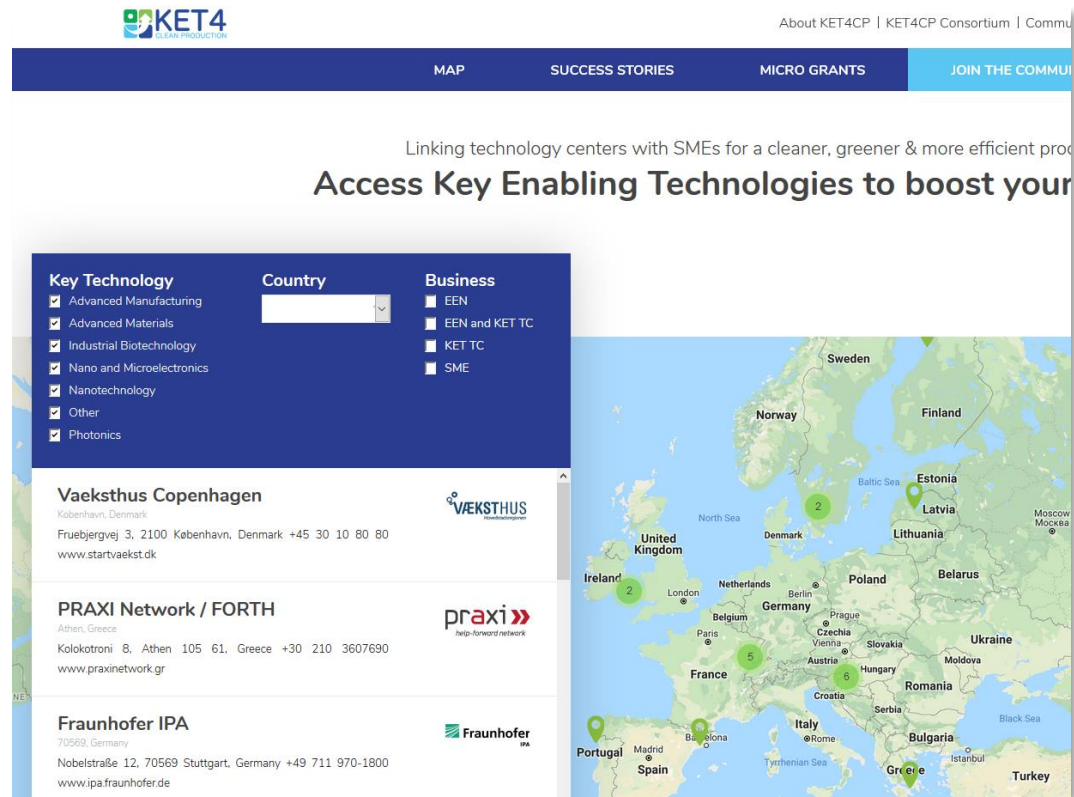 KET4
CLEAN PRODUCTION
About KET4CP | KET4CP Consortium | Commu
MAP
SUCCESS STORIES
MICRO GRANTS
JOIN THE COMMUI
Linking technology centers with SMEs for a cleaner, greener & more efficient prod
Access Key Enabling Technologies to boost your
Key Technology
Advanced Manufacturing
Advanced Materials
Industrial Biotechnology
Nano and Microelectronics
Nanotechnology
Other
Photonics
Country
Business
EEN
EEN and KET TC
KET TC
SME
Vaeksthus Copenhagen
Kobenhavn, Denmark
Fruebjergvej 3, 2100 København, Denmark +45 30 10 80 80
www.startvaekst.dk
VÆKSTHUS
Hovedstadsregionen
PRAXI Network / FORTH
Athen, Greece
Kolokotroni 8, Athen 105 61, Greece +30 210 3607690
www.praxinetwork.gr
praxi
help-forward network
Fraunhofer IPA
70569, Germany
Nobelstraße 12, 70569 Stuttgart, Germany +49 711 970-1800
www.ipa.fraunhofer.de
Fraunhofer
IPA
Sweden
Norway
Finland
Baltic Sea
Estonia
Latvia
Moscow
Москва
North Sea
2
Denmark
Lithuania
United
Kingdom
Ireland
2
London
Netherlands
Berlin
Poland
Belarus
Germany
Belgium
Prague
Paris
Czechia
Vienna
Slovakia
Ukraine
5
Austria
Moldova
France
6
Hungary
Romania
Croatia
Serbia
Italy
Black Sea
Barcelona
Rome
Bulgaria
Portugal
Madrid
Istanbul
Spain
Tyrrhenian Sea
Greece
Turkey
NE